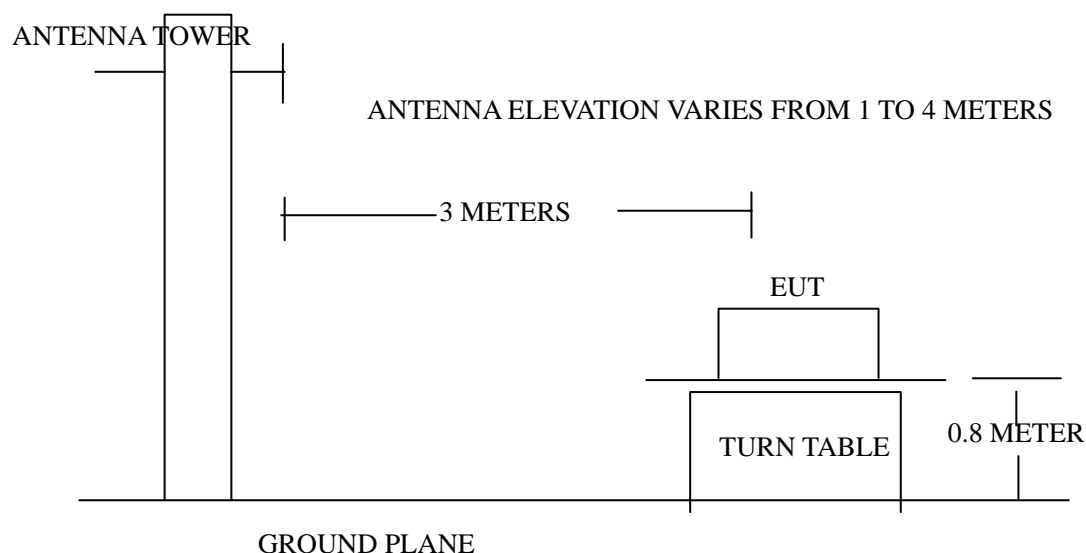 ANTENNA TOWER
ANTENNA ELEVATION VARIES FROM 1 TO 4 METERS
3 METERS
EUT
0.8 METER
TURN TABLE
GROUND PLANE